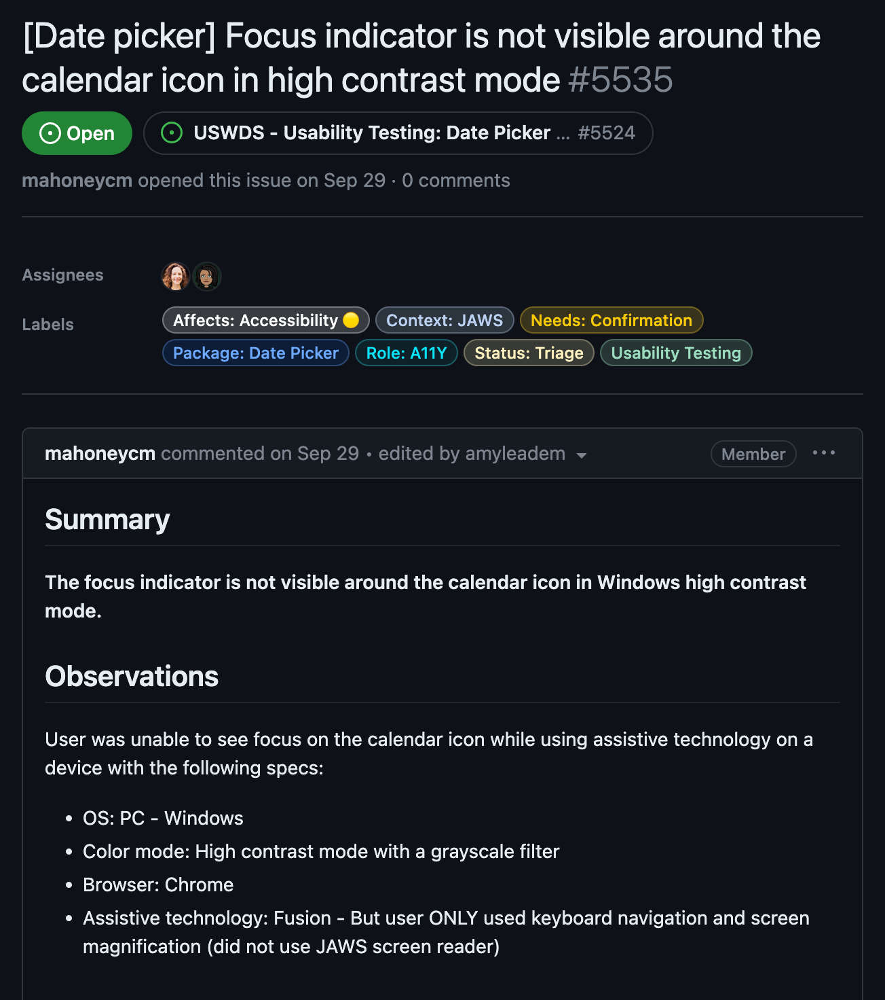 [Date picker] Focus indicator is not visible around the
calendar icon in high contrast mode #5535
Open
USWDS - Usability Testing: Date Picker ... #5524
mahoneycm opened this issue on Sep 29 · 0 comments
Assignees
Labels
Affects: Accessibility 🟡 Context: JAWS Needs: Confirmation
Package: Date Picker Role: A11Y Status: Triage Usability Testing
mahoneycm commented on Sep 29 • edited by amyleadem
Member
Summary
The focus indicator is not visible around the calendar icon in Windows high contrast
mode.
Observations
User was unable to see focus on the calendar icon while using assistive technology on a
device with the following specs:
• OS: PC - Windows
• Color mode: High contrast mode with a grayscale filter
• Browser: Chrome
• Assistive technology: Fusion - But user ONLY used keyboard navigation and screen
magnification (did not use JAWS screen reader)